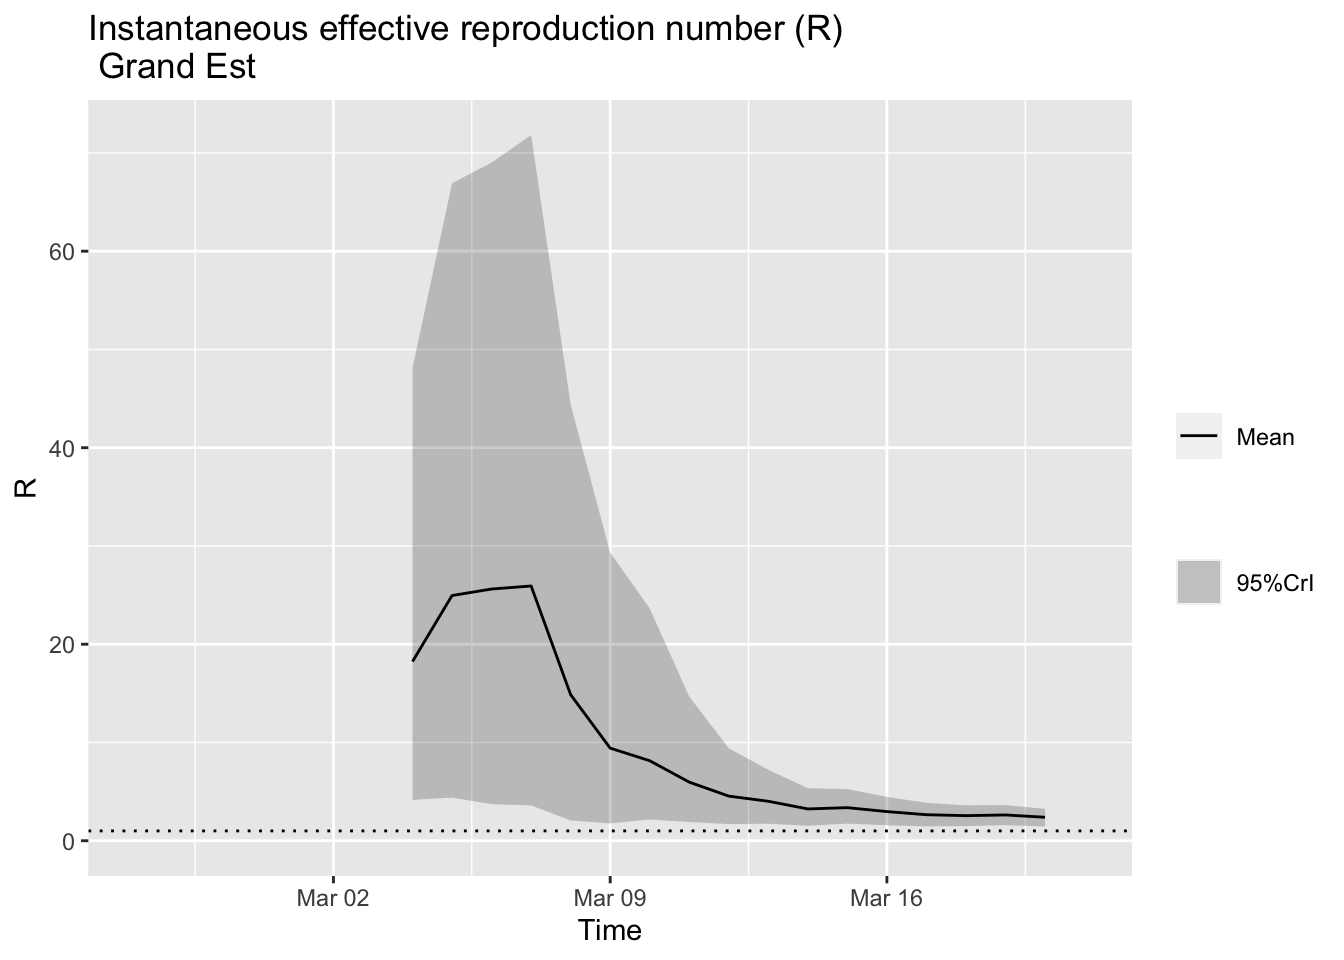 Instantaneous effective reproduction number (R)
Grand Est
60
40
20
0
R
Mar 02
Mar 09
Mar 16
Time
Mean
95%CrI